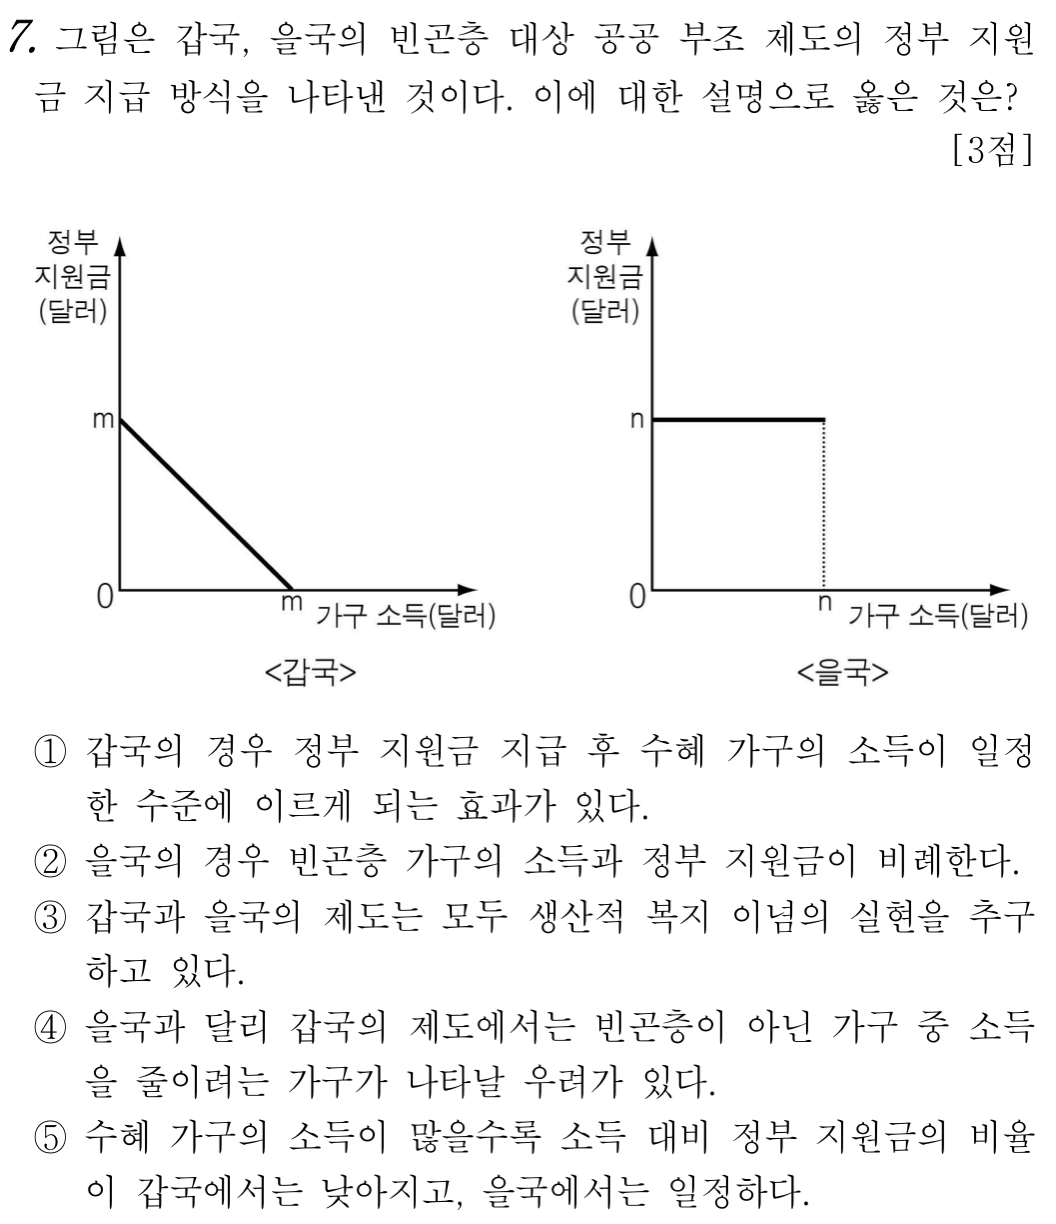 7. 그림은 갑국, 을국의 빈곤층 대상 공공 부조 제도의 정부 지원
금 지급 방식을 나타낸 것이다. 이에 대한 설명으로 옳은 것은?
[3점]
정부
지원금
(달러)
m
0
m
가구 소득(달러)
<갑국>
정부
지원금
(달러)
n
0
n
가구 소득(달러)
<을국>
① 갑국의 경우 정부 지원금 지급 후 수혜 가구의 소득이 일정
한 수준에 이르게 되는 효과가 있다.
② 을국의 경우 빈곤층 가구의 소득과 정부 지원금이 비례한다.
③ 갑국과 을국의 제도는 모두 생산적 복지 이념의 실현을 추구
하고 있다.
④ 을국과 달리 갑국의 제도에서는 빈곤층이 아닌 가구 중 소득
을 줄이려는 가구가 나타날 우려가 있다.
⑤ 수혜 가구의 소득이 많을수록 소득 대비 정부 지원금의 비율
이 갑국에서는 낮아지고, 을국에서는 일정하다.